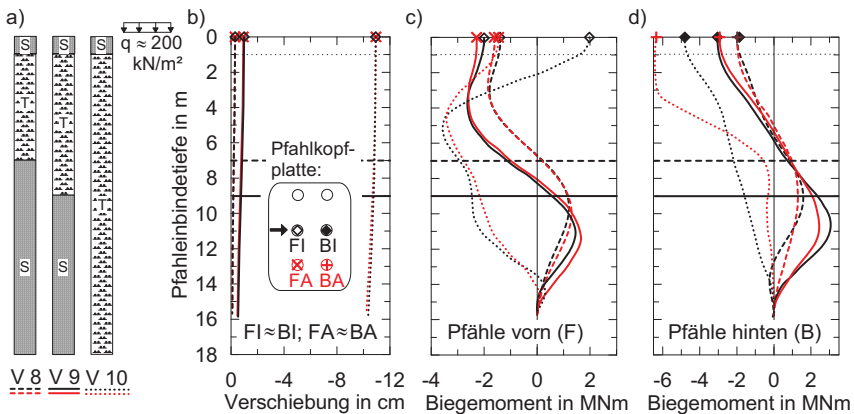 a)
S
S
S
T
T
T
S
S
V 8
V 9
V 10
q ≈ 200
kN/m²
b)
Pfahleinbindetiefe in m
0
2
4
6
8
10
12
14
16
18
Pfahlkopf-
platte:
FI
BI
FA
BA
FI≈BI; FA≈BA
0
-4
-8
-12
Verschiebung in cm
c)
Pfähle vorn (F)
-4
-2
0
2
Biegemoment in MNm
d)
Pfähle hinten (B)
-6
-4
-2
0
2
Biegemoment in MNm